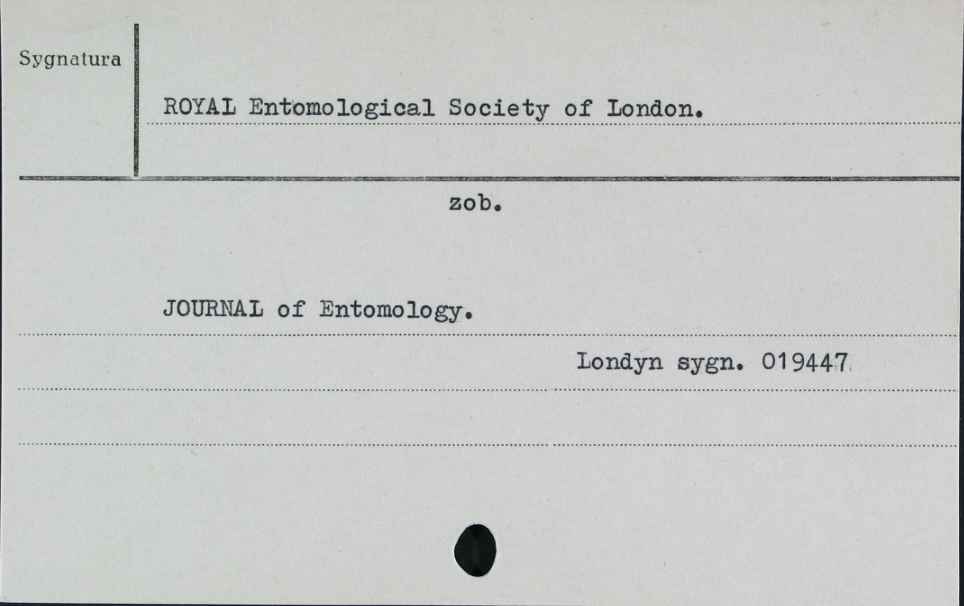 Sygnatura
ROYAL Entomological Society of London.
zob.
JOURNAL of Entomology.
Londyn sygn. 019447